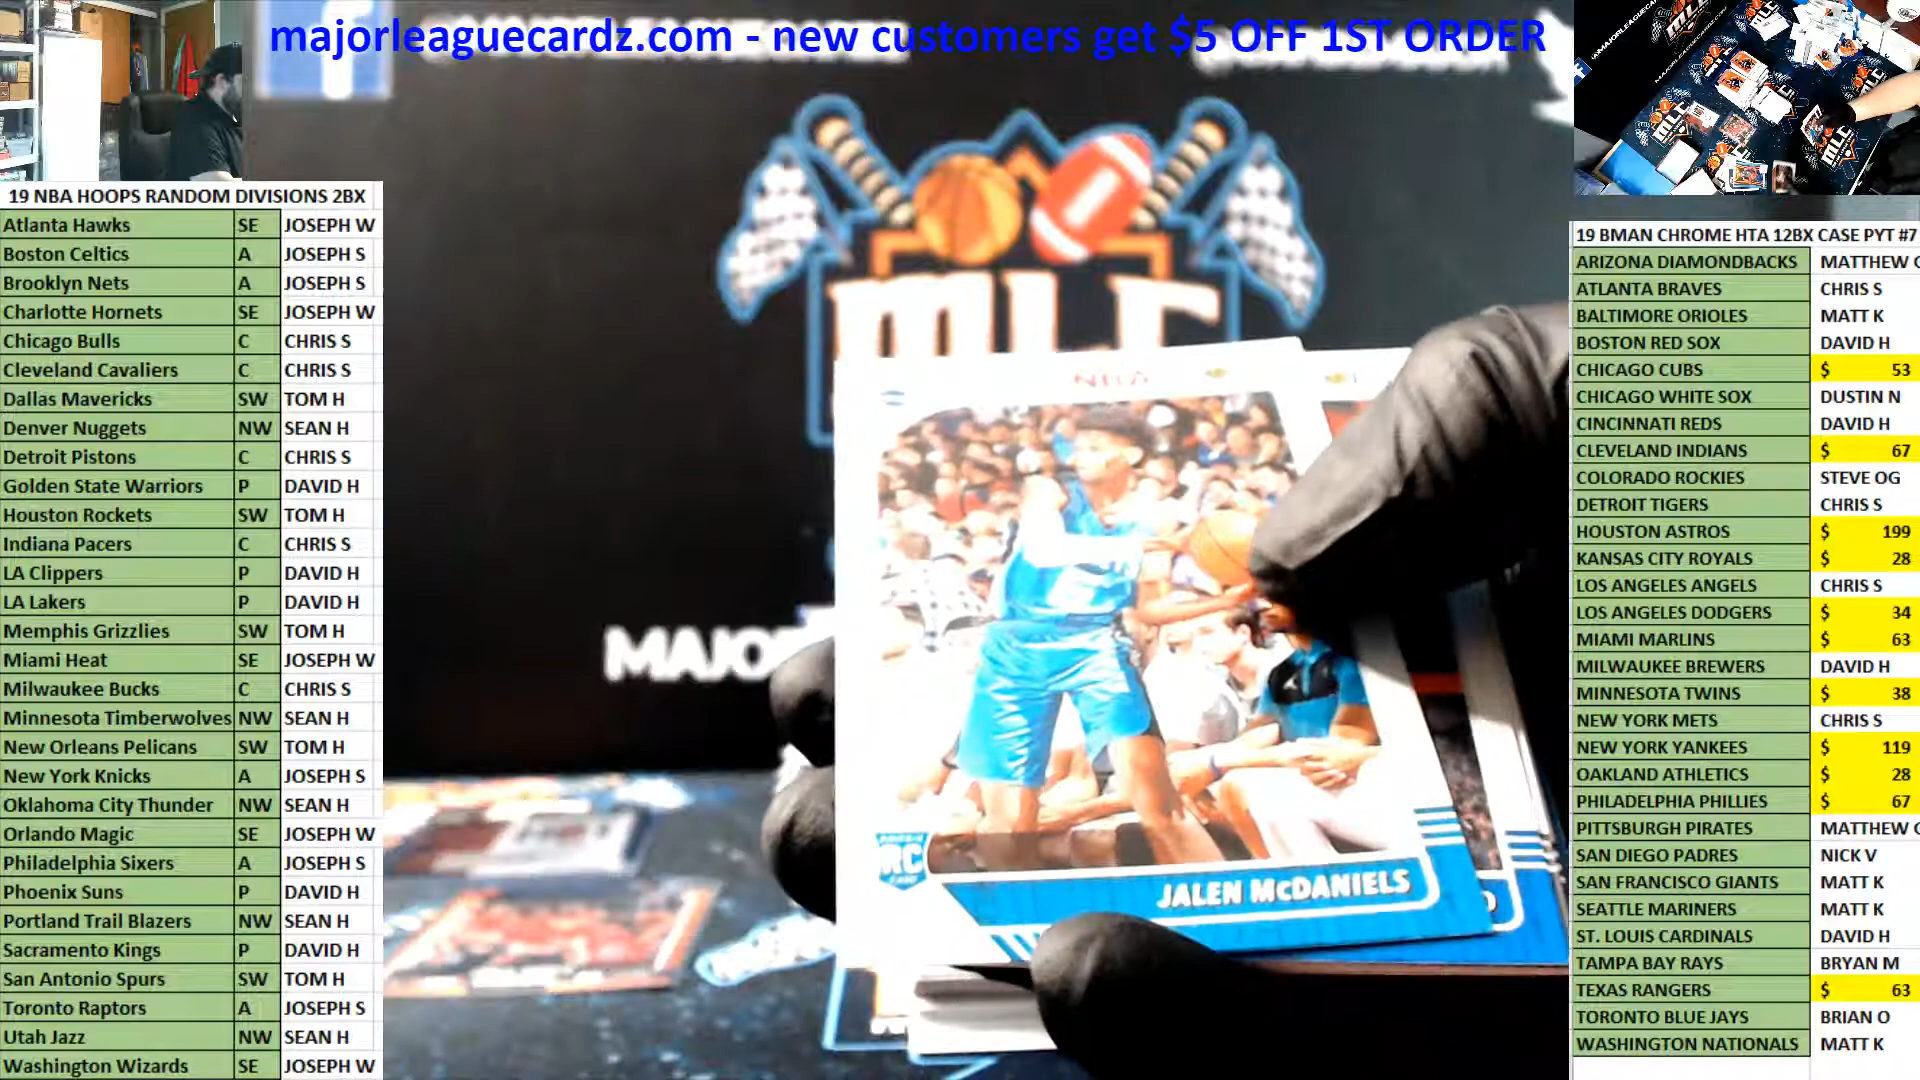 majorleaguecardz.com - new customers get $5 OFF 1ST ORDER
19 NBA HOOPS RANDOM DIVISIONS 2BX
Atlanta Hawks SE JOSEPH W
Boston Celtics A JOSEPH S
Brooklyn Nets A JOSEPH S
Charlotte Hornets SE JOSEPH W
Chicago Bulls C CHRIS S
Cleveland Cavaliers C CHRIS S
Dallas Mavericks SW TOM H
Denver Nuggets NW SEAN H
Detroit Pistons C CHRIS S
Golden State Warriors P DAVID H
Houston Rockets SW TOM H
Indiana Pacers C CHRIS S
LA Clippers P DAVID H
LA Lakers P DAVID H
Memphis Grizzlies SW TOM H
Miami Heat SE JOSEPH W
Milwaukee Bucks C CHRIS S
Minnesota Timberwolves NW SEAN H
New Orleans Pelicans SW TOM H
New York Knicks A JOSEPH S
Oklahoma City Thunder NW SEAN H
Orlando Magic SE JOSEPH W
Philadelphia Sixers A JOSEPH S
Phoenix Suns P DAVID H
Portland Trail Blazers NW SEAN H
Sacramento Kings P DAVID H
San Antonio Spurs SW TOM H
Toronto Raptors A JOSEPH S
Utah Jazz NW SEAN H
Washington Wizards SE JOSEPH W
MLC
MAJO
NBA
RC
JALEN McDANIELS
MLC
19 BMAN CHROME HTA 12BX CASE PYT #7
ARIZONA DIAMONDBACKS MATTHEW C
ATLANTA BRAVES CHRIS S
BALTIMORE ORIOLES MATT K
BOSTON RED SOX DAVID H
CHICAGO CUBS $ 53
CHICAGO WHITE SOX DUSTIN N
CINCINNATI REDS DAVID H
CLEVELAND INDIANS $ 67
COLORADO ROCKIES STEVE OG
DETROIT TIGERS CHRIS S
HOUSTON ASTROS $ 199
KANSAS CITY ROYALS $ 28
LOS ANGELES ANGELS CHRIS S
LOS ANGELES DODGERS $ 34
MIAMI MARLINS $ 63
MILWAUKEE BREWERS DAVID H
MINNESOTA TWINS $ 38
NEW YORK METS CHRIS S
NEW YORK YANKEES $ 119
OAKLAND ATHLETICS $ 28
PHILADELPHIA PHILLIES $ 67
PITTSBURGH PIRATES MATTHEW C
SAN DIEGO PADRES NICK V
SAN FRANCISCO GIANTS MATT K
SEATTLE MARINERS MATT K
ST. LOUIS CARDINALS DAVID H
TAMPA BAY RAYS BRYAN M
TEXAS RANGERS $ 63
TORONTO BLUE JAYS BRIAN O
WASHINGTON NATIONALS MATT K